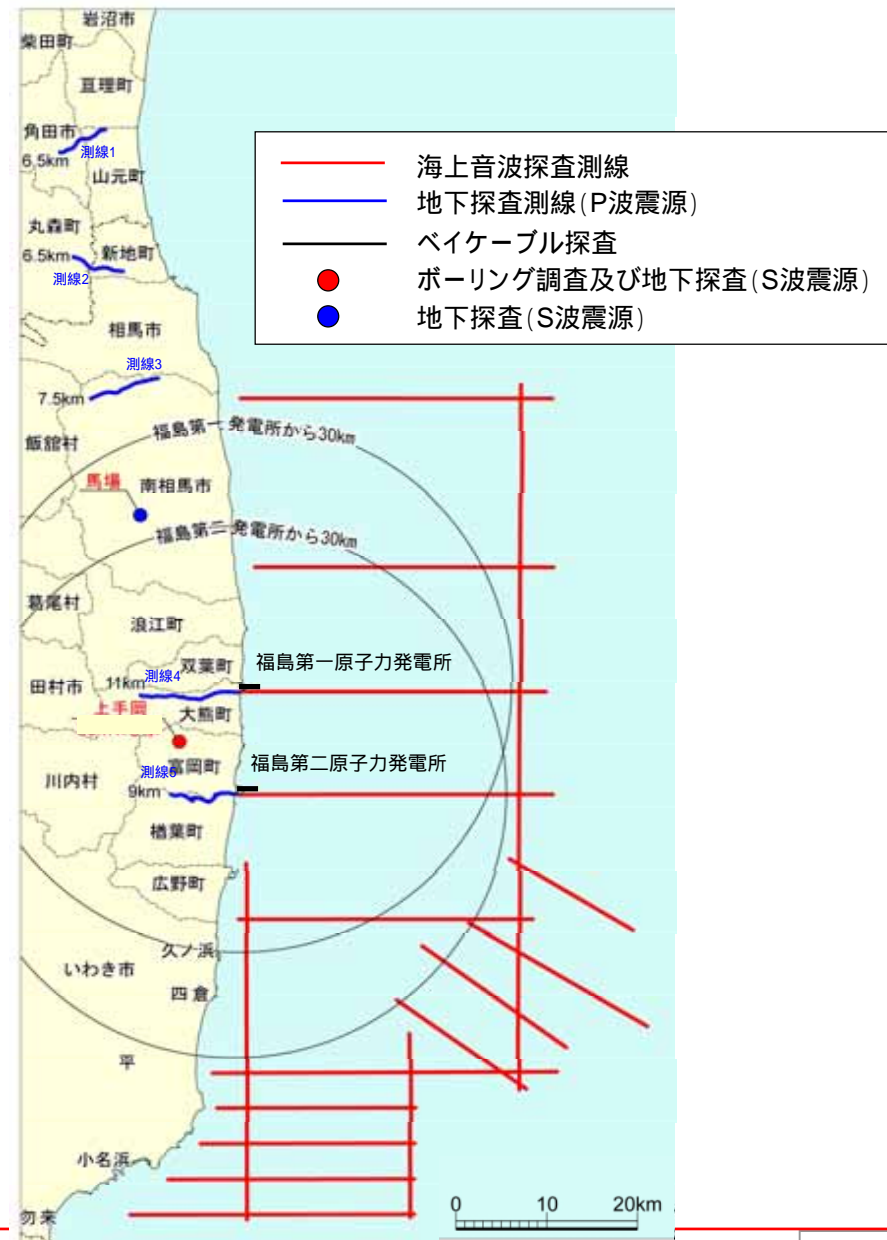 岩沼市
柴田町
亘理町
角田市
測線1
6.5km
山元町
海上音波探査測線
地下探査測線(P波震源)
ベイケーブル探査
ボーリング調査及び地下探査(S波震源)
地下探査(S波震源)
丸森町
新地町
6.5km
測線2
相馬市
測線3
7.5km
福島第一発電所から30km
飯舘村
馬場
南相馬市
福島第二発電所から30km
葛尾村
浪江町
双葉町
福島第一原子力発電所
測線4
11km
田村市
上手岡
大熊町
福島第二原子力発電所
富岡町
測線5
川内村
9km
楢葉町
広野町
久ノ浜
いわき市
四倉
平
小名浜
0 10 20km
勿来